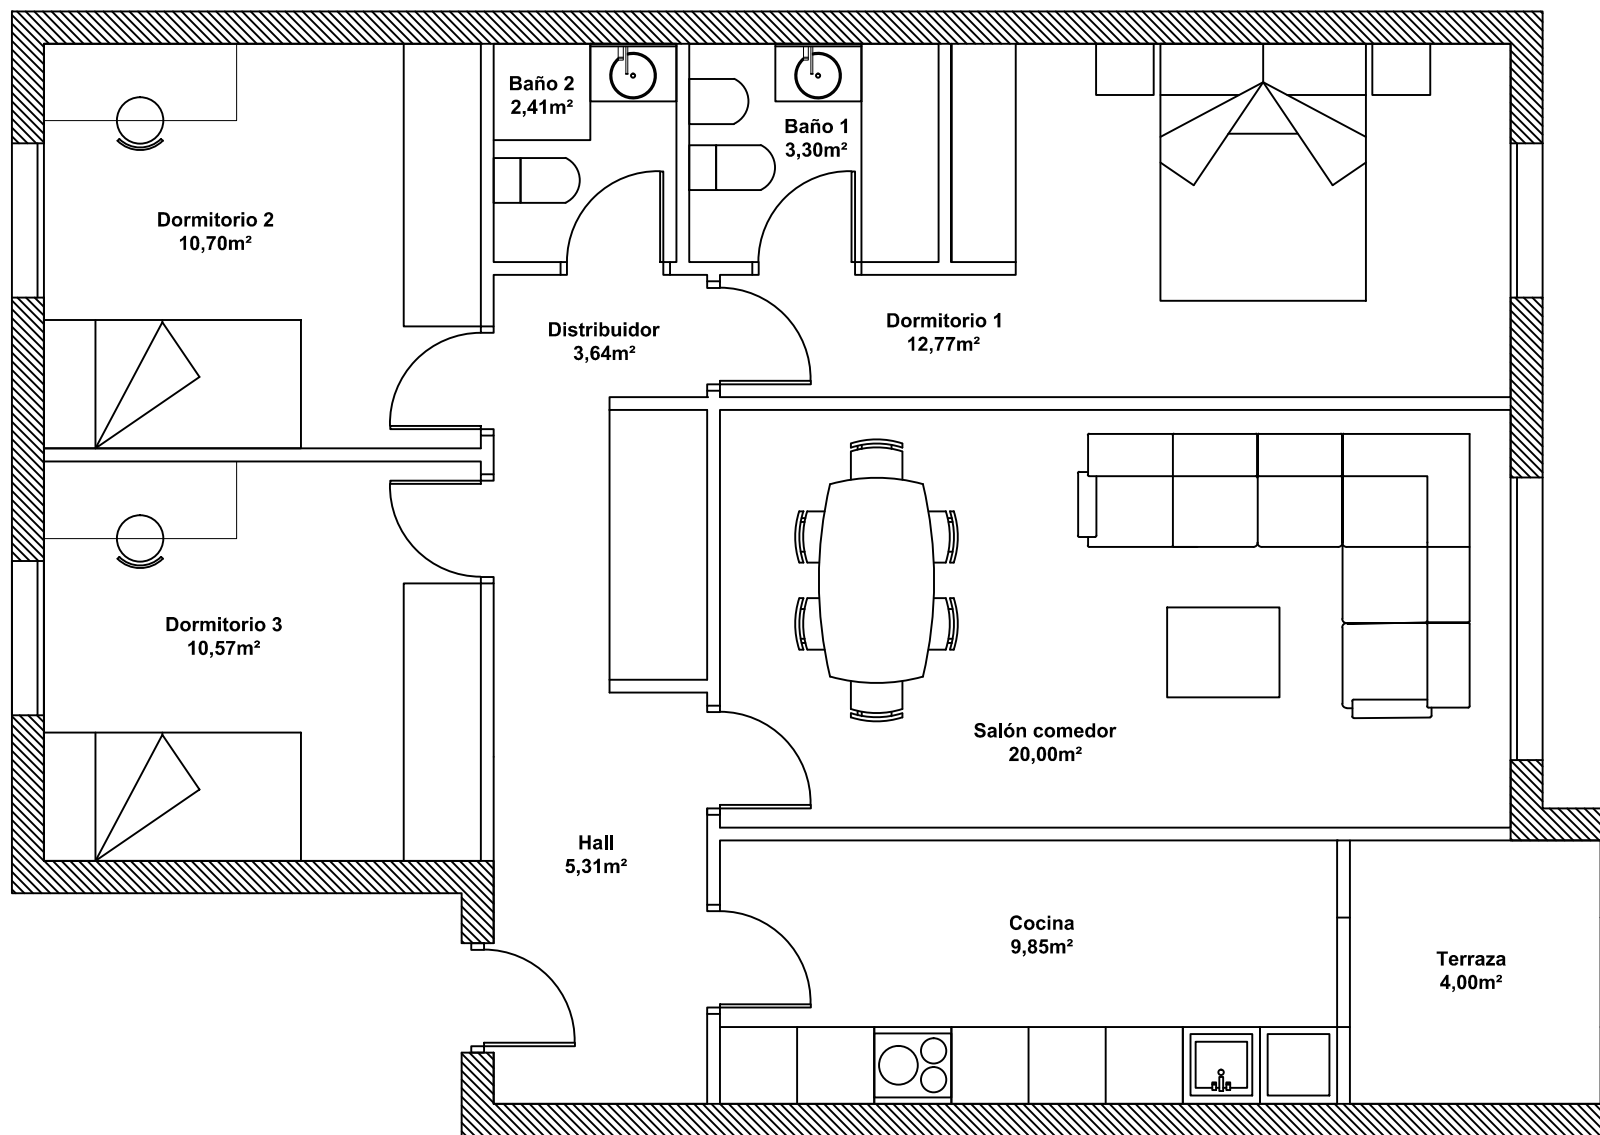 Baño 2
2,41m²
Baño 1
3,30m²
Dormitorio 2
10,70m²
Distribuidor
3,64m²
Dormitorio 1
12,77m²
Dormitorio 3
10,57m²
Salón comedor
20,00m²
Hall
5,31m²
Cocina
9,85m²
Terraza
4,00m²